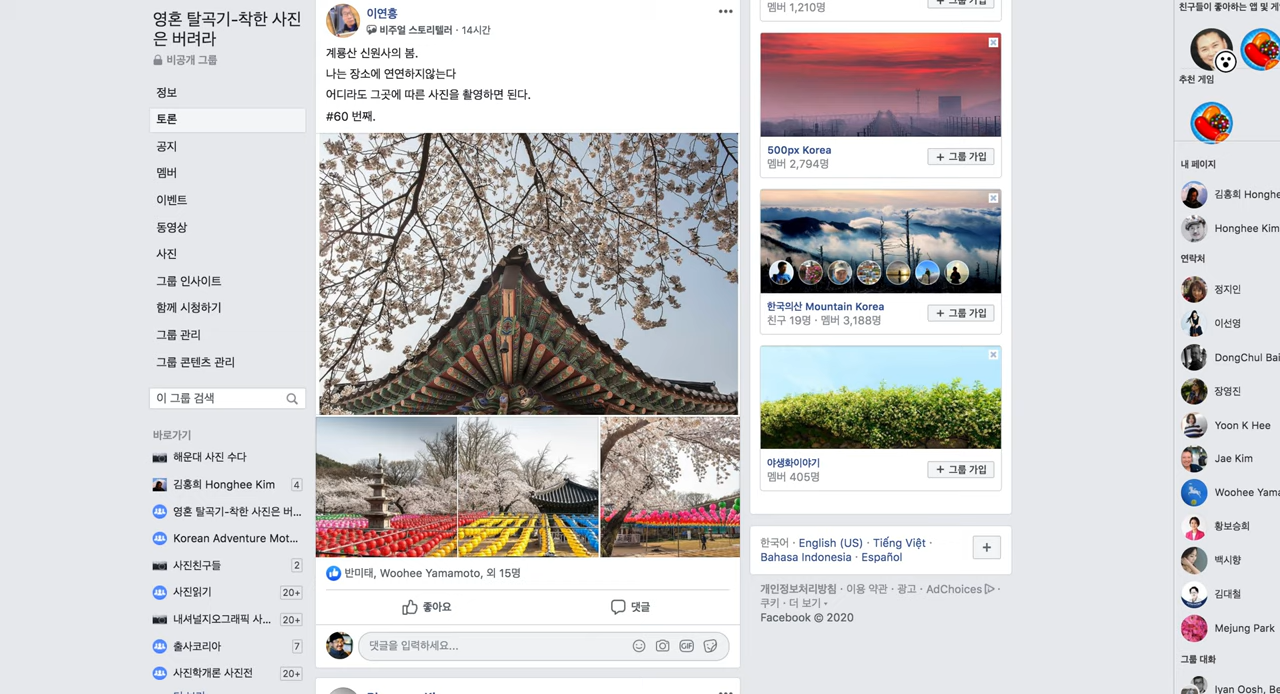 영혼 탈곡기-착한 사진
은 버려라
비공개 그룹
정보
토론
공지
멤버
이벤트
동영상
사진
그룹 인사이트
함께 시청하기
그룹 관리
그룹 콘텐츠 관리
이 그룹 검색
바로가기
해운대 사진 수다
김홍희 Honghee Kim 4
영혼 탈곡기-착한 사진은 버...
Korean Adventure Mot...
사진친구들 2
사진읽기 20+
내셔널지오그래픽 사... 20+
출사코리아 7
사진학개론 사진전 20+
이연홍
비주얼 스토리텔러 · 14시간
계룡산 신원사의 봄.
나는 장소에 연연하지않는다
어디라도 그곳에 따른 사진을 촬영하면 된다.
#60 번째.
반미태, Woohee Yamamoto, 외 15명
좋아요 댓글
댓글을 입력하세요...
GIF
멤버 1,210명
+ 그룹 가입
500px Korea
멤버 2,794명
+ 그룹 가입
한국의산 Mountain Korea
친구 19명 · 멤버 3,188명
+ 그룹 가입
야생화이야기
멤버 405명
+ 그룹 가입
한국어 · English (US) · Tiếng Việt ·
Bahasa Indonesia · Español
+
개인정보처리방침 · 이용 약관 · 광고 · AdChoices ·
쿠키 · 더 보기
Facebook © 2020
친구들이 좋아하는 앱 및 게
추천 게임
내 페이지
김홍희 Honghe
Honghee Kim
연락처
정지인
이선영
DongChul Bai
장영진
Yoon K Hee
Jae Kim
Woohee Yama
황보승희
백시향
김대철
Mejung Park
그룹 대화
Iyan Oosh, Be